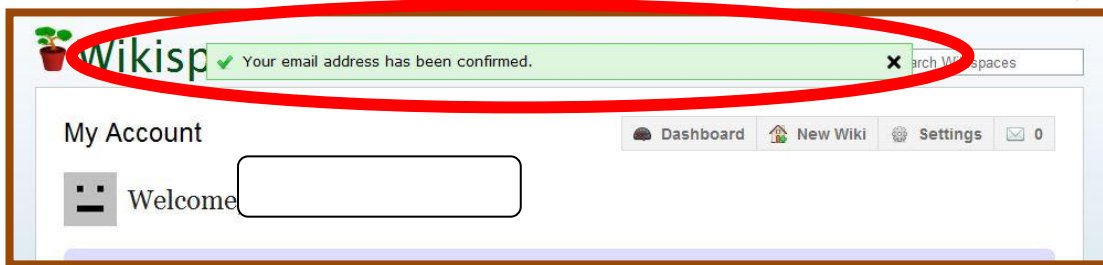 Wikisp
Your email address has been confirmed.
arch Wikispaces
My Account
Dashboard
New Wiki
Settings
0
Welcome